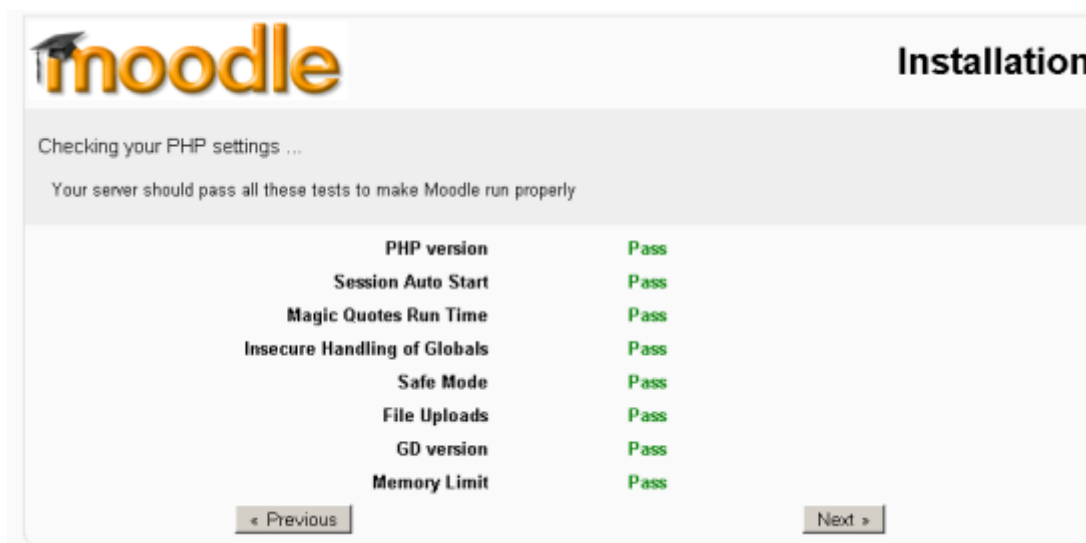 moodle
Installation
Checking your PHP settings ...
Your server should pass all these tests to make Moodle run properly
PHP version Pass
Session Auto Start Pass
Magic Quotes Run Time Pass
Insecure Handling of Globals Pass
Safe Mode Pass
File Uploads Pass
GD version Pass
Memory Limit Pass
« Previous Next »